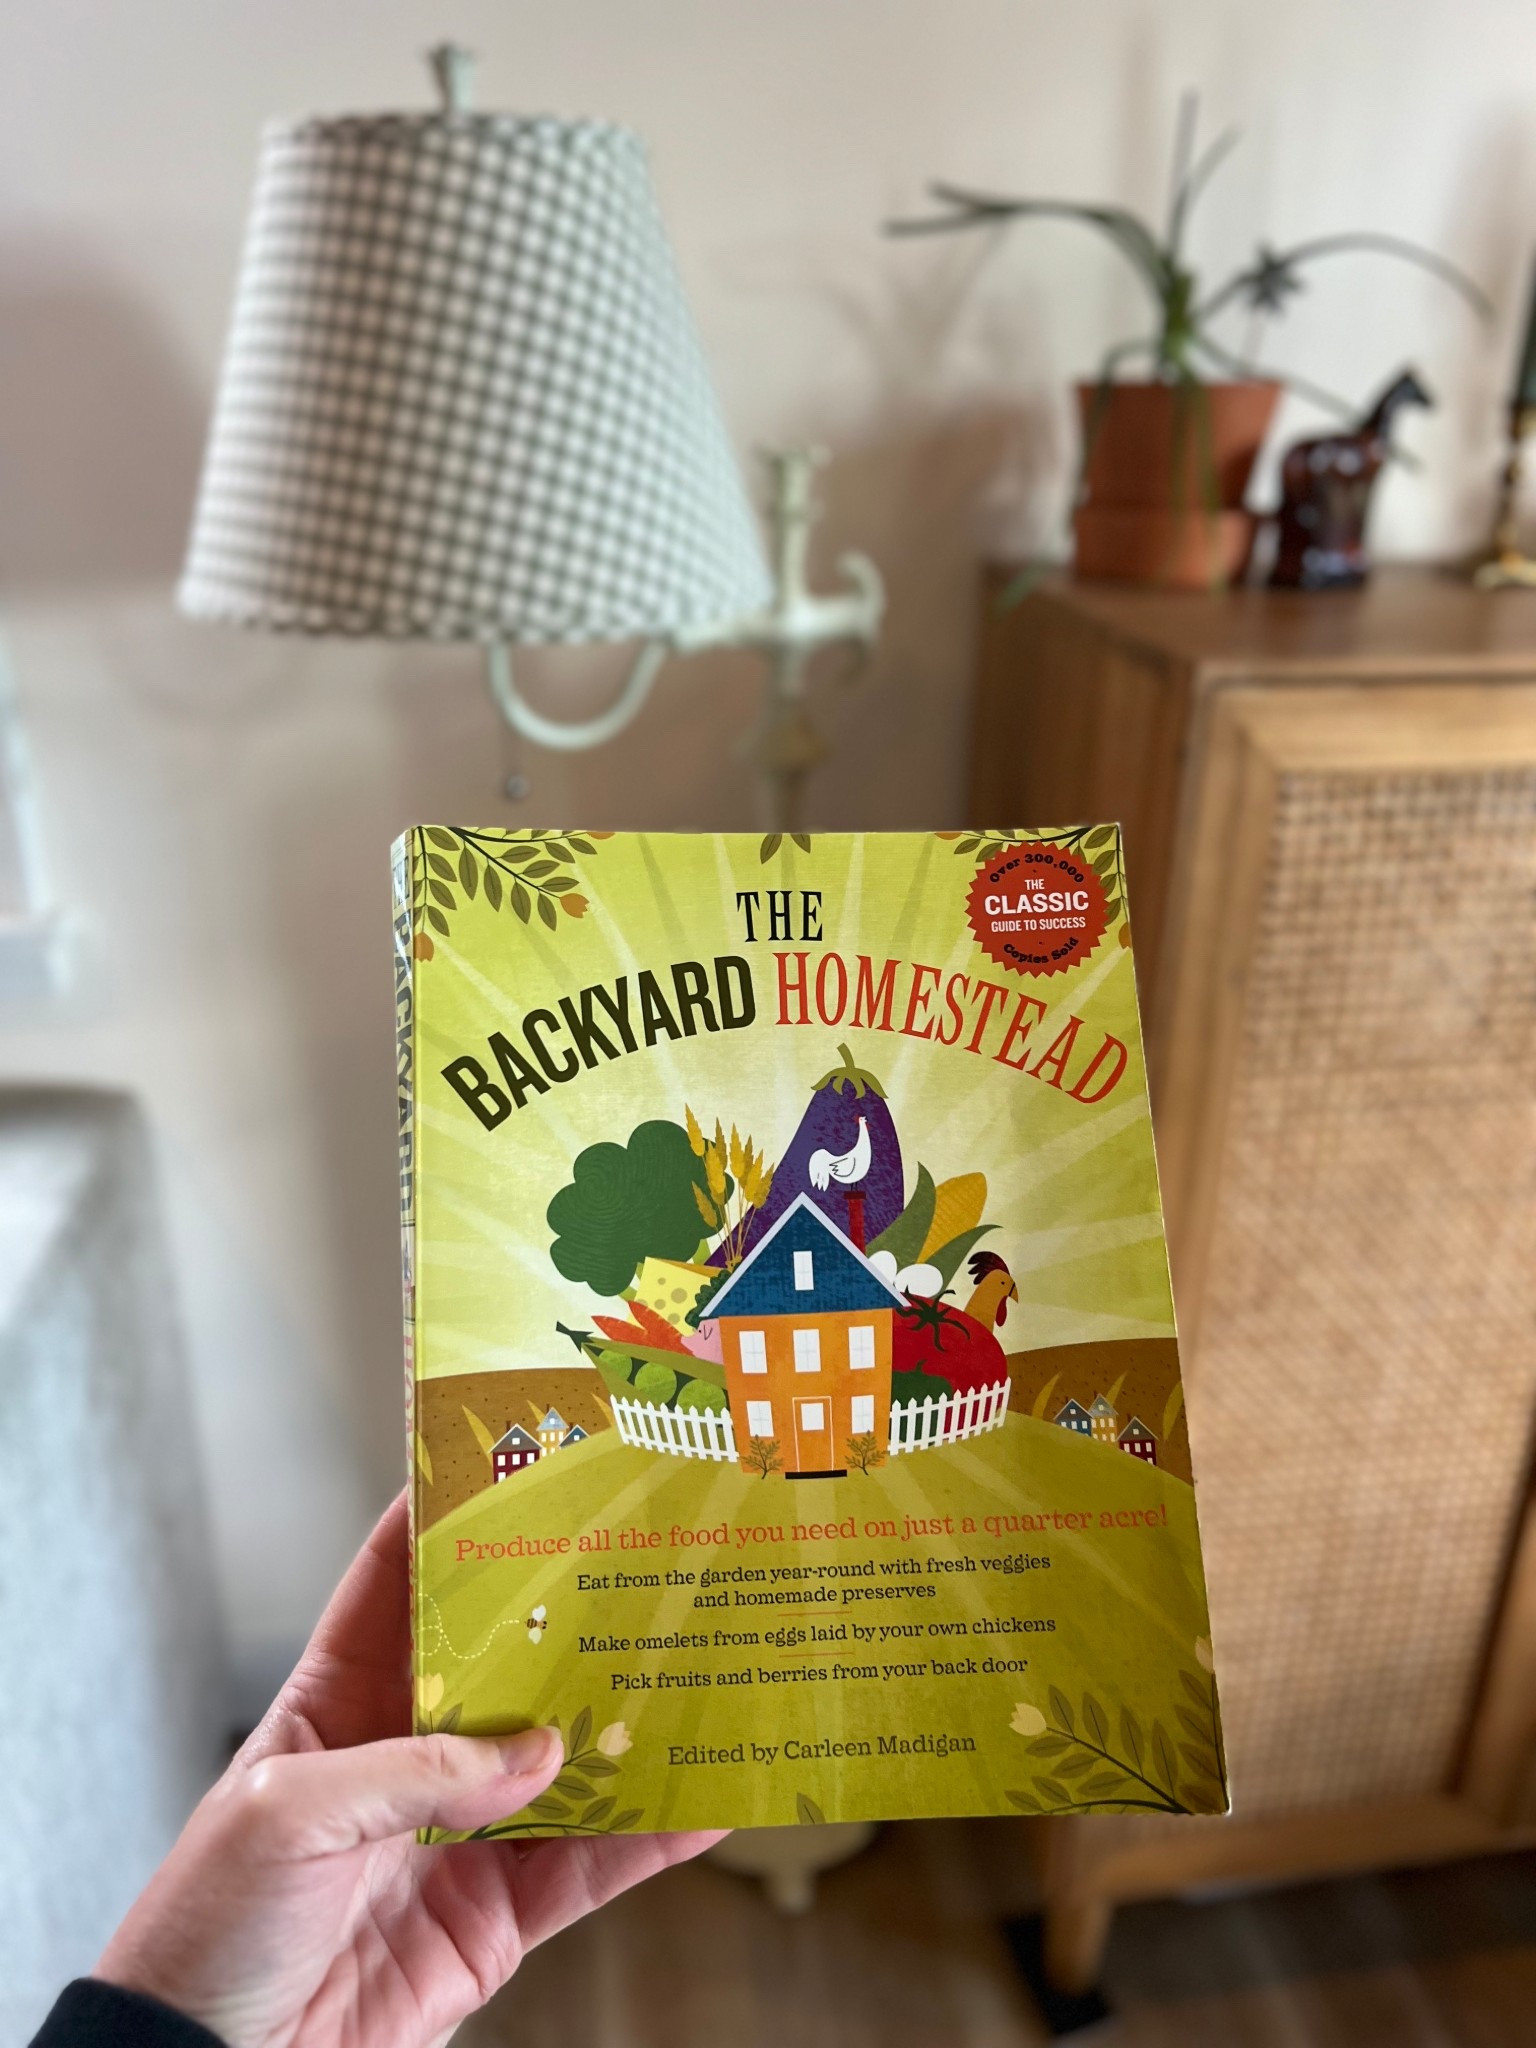 Over 300,000
THE
CLASSIC
GUIDE TO SUCCESS
Copies Sold
THE
BACKYARD HOMESTEAD
Produce all the food you need on just a quarter acre!
Eat from the garden year-round with fresh veggies
and homemade preserves
Make omelets from eggs laid by your own chickens
Pick fruits and berries from your back door
Edited by Carleen Madigan
BACKYARD